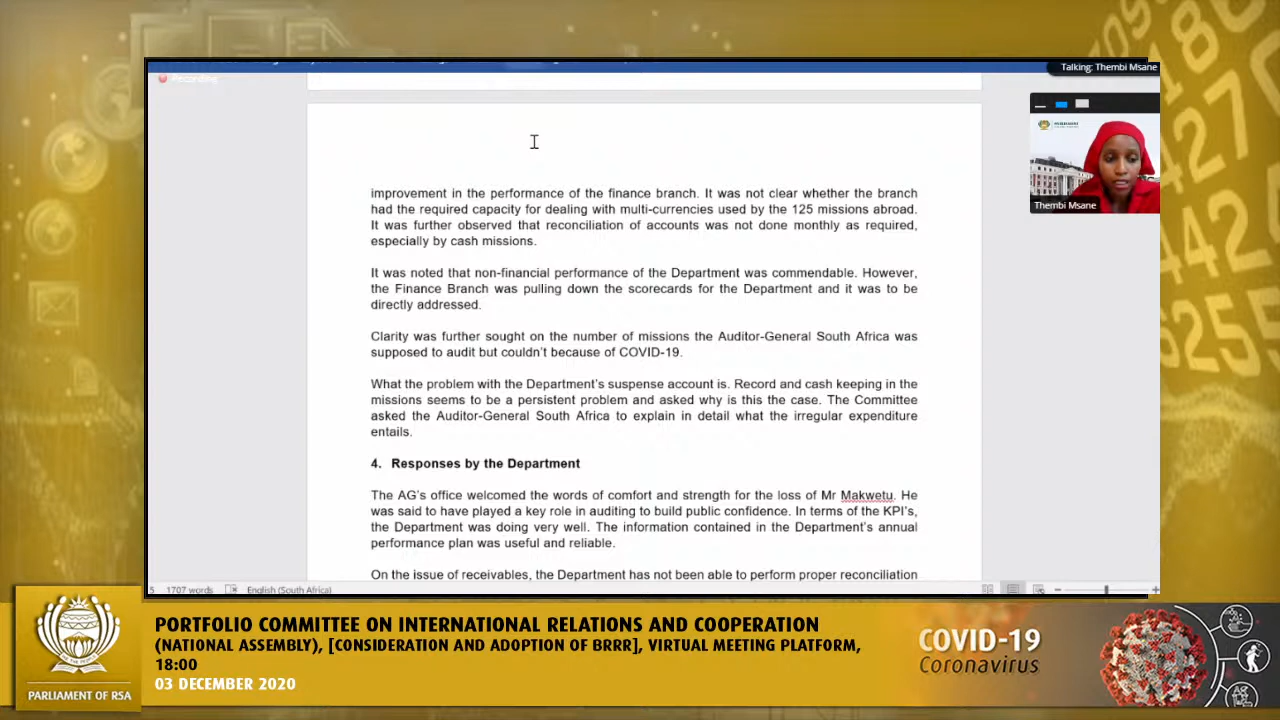 Talking: Thembi Msane
Recording
Thembi Msane
improvement in the performance of the finance branch. It was not clear whether the branch
had the required capacity for dealing with multi-currencies used by the 125 missions abroad.
It was further observed that reconciliation of accounts was not done monthly as required,
especially by cash missions.
It was noted that non-financial performance of the Department was commendable. However,
the Finance Branch was pulling down the scorecards for the Department and it was to be
directly addressed.
Clarity was further sought on the number of missions the Auditor-General South Africa was
supposed to audit but couldn't because of COVID-19.
What the problem with the Department's suspense account is. Record and cash keeping in the
missions seems to be a persistent problem and asked why is this the case. The Committee
asked the Auditor-General South Africa to explain in detail what the irregular expenditure
entails.
4. Responses by the Department
The AG's office welcomed the words of comfort and strength for the loss of Mr Makwetu. He
was said to have played a key role in auditing to build public confidence. In terms of the KPI's,
the Department was doing very well. The information contained in the Department's annual
performance plan was useful and reliable.
On the issue of receivables, the Department has not been able to perform proper reconciliation
5 1707 words English (South Africa)
PORTFOLIO COMMITTEE ON INTERNATIONAL RELATIONS AND COOPERATION
(NATIONAL ASSEMBLY), [CONSIDERATION AND ADOPTION OF BRRR], VIRTUAL MEETING PLATFORM,
18:00
03 DECEMBER 2020
PARLIAMENT OF RSA
COVID-19
Coronavirus